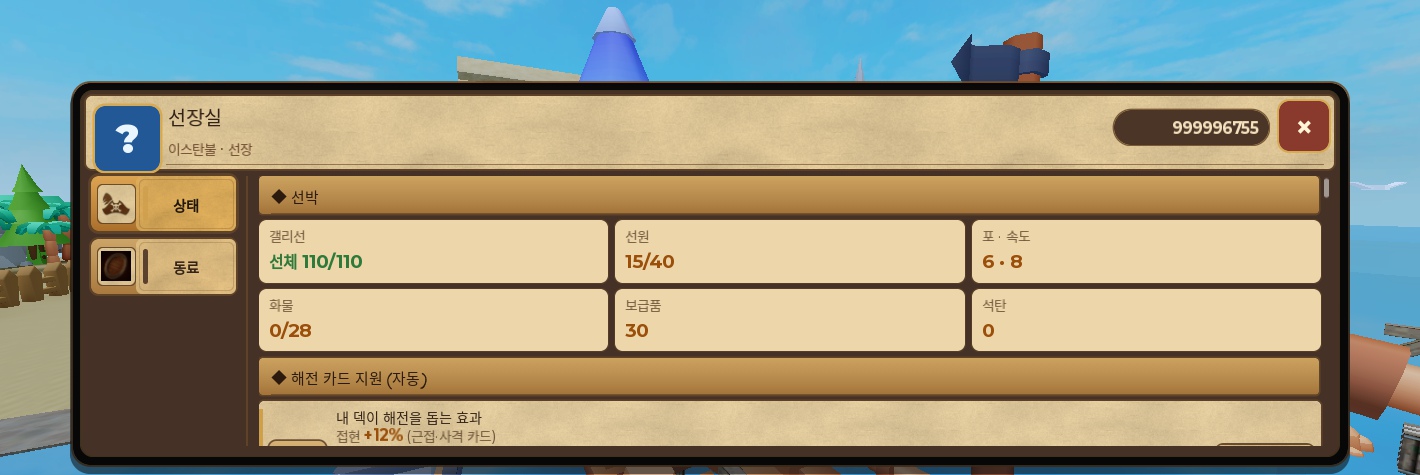 ?
선장실
이스탄불 · 선장
999996755
×
상태
동료
◆ 선박
갤리선
선체 110/110
선원
15/40
포 · 속도
6 · 8
화물
0/28
보급품
30
석탄
0
◆ 해전 카드 지원 (자동)
내 덱이 해전을 돕는 효과
접현 +12% (근접·사격 카드)